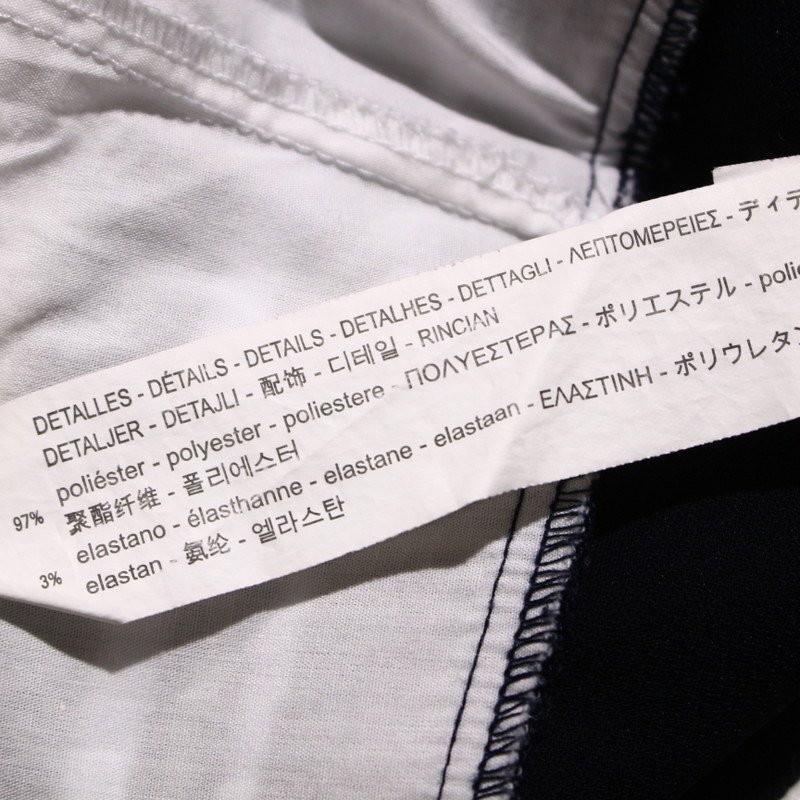 DETALLES - DÉTAILS - DETAILS - DETALHES - DETTAGLI - ΛΕΠΤΟΜΕΡΕΙΕΣ - ディテ
DETALJER - DETALJLI - 配饰 - 디테일 - RINCIAN
poliéster - polyester - poliestere - ΠΟΛΥΕΣΤΕΡΑΣ - ポリエステル - polie
97% 聚酯纤维 - 폴리에스터
elastano - élasthanne - elastane - elastaan - ΕΛΑΣΤΙΝΗ - ポリウレタン
3% elastan - 氨纶 - 엘라스탄